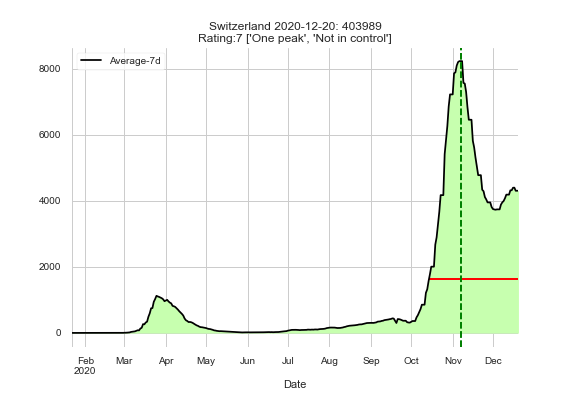 Switzerland 2020-12-20: 403989
Rating:7 ['One peak', 'Not in control']
Average-7d
8000
6000
4000
2000
0
Feb Mar Apr May Jun Jul Aug Sep Oct Nov Dec
2020
Date